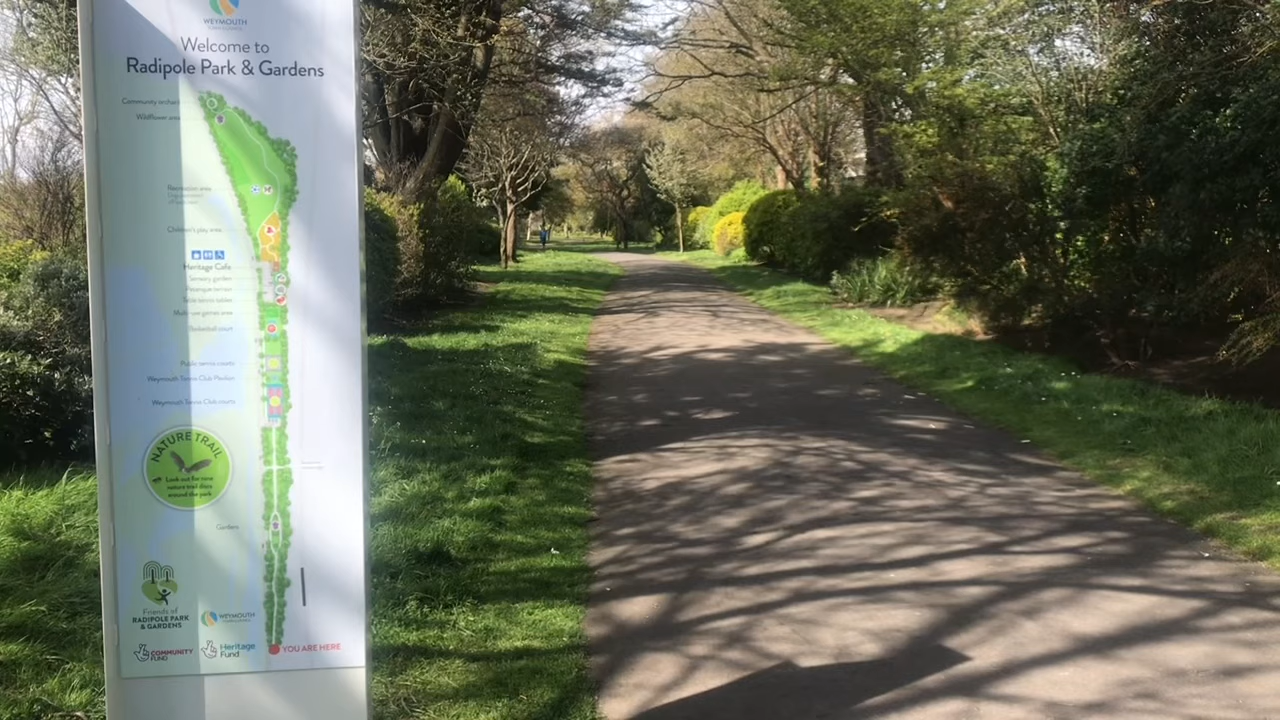 WEYMOUTH
Welcome to
Radipole Park & Gardens
Community orchard
Wildflower area
Recreation area
Children's play area
Heritage Cafe
Sensory garden
Petanque terrain
Table tennis tables
Multi-use games area
Basketball court
Public tennis courts
Weymouth Tennis Club Pavilion
Weymouth Tennis Club courts
NATURE TRAIL
Look out for new
nature trail discs
around the park
Gardens
Friends of
RADIPOLE PARK
& GARDENS
WEYMOUTH
COMMUNITY
FUND
Heritage
Fund
YOU ARE HERE